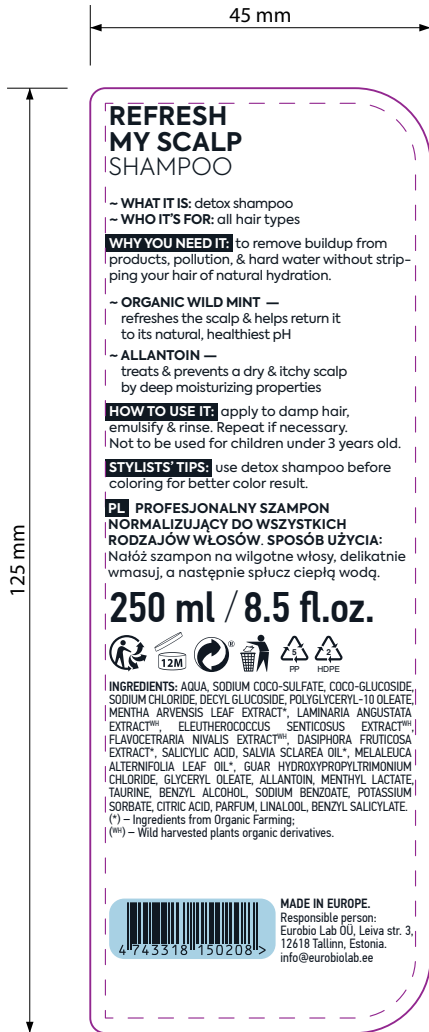 45 mm
125 mm
REFRESH
MY SCALP
SHAMPOO
~ WHAT IT IS: detox shampoo
~ WHO IT'S FOR: all hair types
WHY YOU NEED IT: to remove buildup from
products, pollution, & hard water without strip-
ping your hair of natural hydration.
~ ORGANIC WILD MINT —
refreshes the scalp & helps return it
to its natural, healthiest pH
~ ALLANTOIN —
treats & prevents a dry & itchy scalp
by deep moisturizing properties
HOW TO USE IT: apply to damp hair,
emulsify & rinse. Repeat if necessary.
Not to be used for children under 3 years old.
STYLISTS' TIPS: use detox shampoo before
coloring for better color result.
PL PROFESJONALNY SZAMPON
NORMALIZUJĄCY DO WSZYSTKICH
RODZAJÓW WŁOSÓW. SPOSÓB UŻYCIA:
Nałóż szampon na wilgotne włosy, delikatnie
wmasuj, a następnie spłucz ciepłą wodą.
250 ml / 8.5 fl.oz.
12M
®
5
PP
2
HDPE
INGREDIENTS: AQUA, SODIUM COCO-SULFATE, COCO-GLUCOSIDE,
SODIUM CHLORIDE, DECYL GLUCOSIDE, POLYGLYCERYL-10 OLEATE,
MENTHA ARVENSIS LEAF EXTRACT*, LAMINARIA ANGUSTATA
EXTRACTᵂᴴ, ELEUTHEROCOCCUS SENTICOSUS EXTRACTᵂᴴ,
FLAVOCETRARIA NIVALIS EXTRACTᵂᴴ, DASIPHORA FRUTICOSA
EXTRACT*, SALICYLIC ACID, SALVIA SCLAREA OIL*, MELALEUCA
ALTERNIFOLIA LEAF OIL*, GUAR HYDROXYPROPYLTRIMONIUM
CHLORIDE, GLYCERYL OLEATE, ALLANTOIN, MENTHYL LACTATE,
TAURINE, BENZYL ALCOHOL, SODIUM BENZOATE, POTASSIUM
SORBATE, CITRIC ACID, PARFUM, LINALOOL, BENZYL SALICYLATE.
(*) – Ingredients from Organic Farming;
(ᵂᴴ) – Wild harvested plants organic derivatives.
4 743318 150208 >
MADE IN EUROPE.
Responsible person:
Eurobio Lab OÜ, Leiva str. 3,
12618 Tallinn, Estonia.
info@eurobiolab.ee